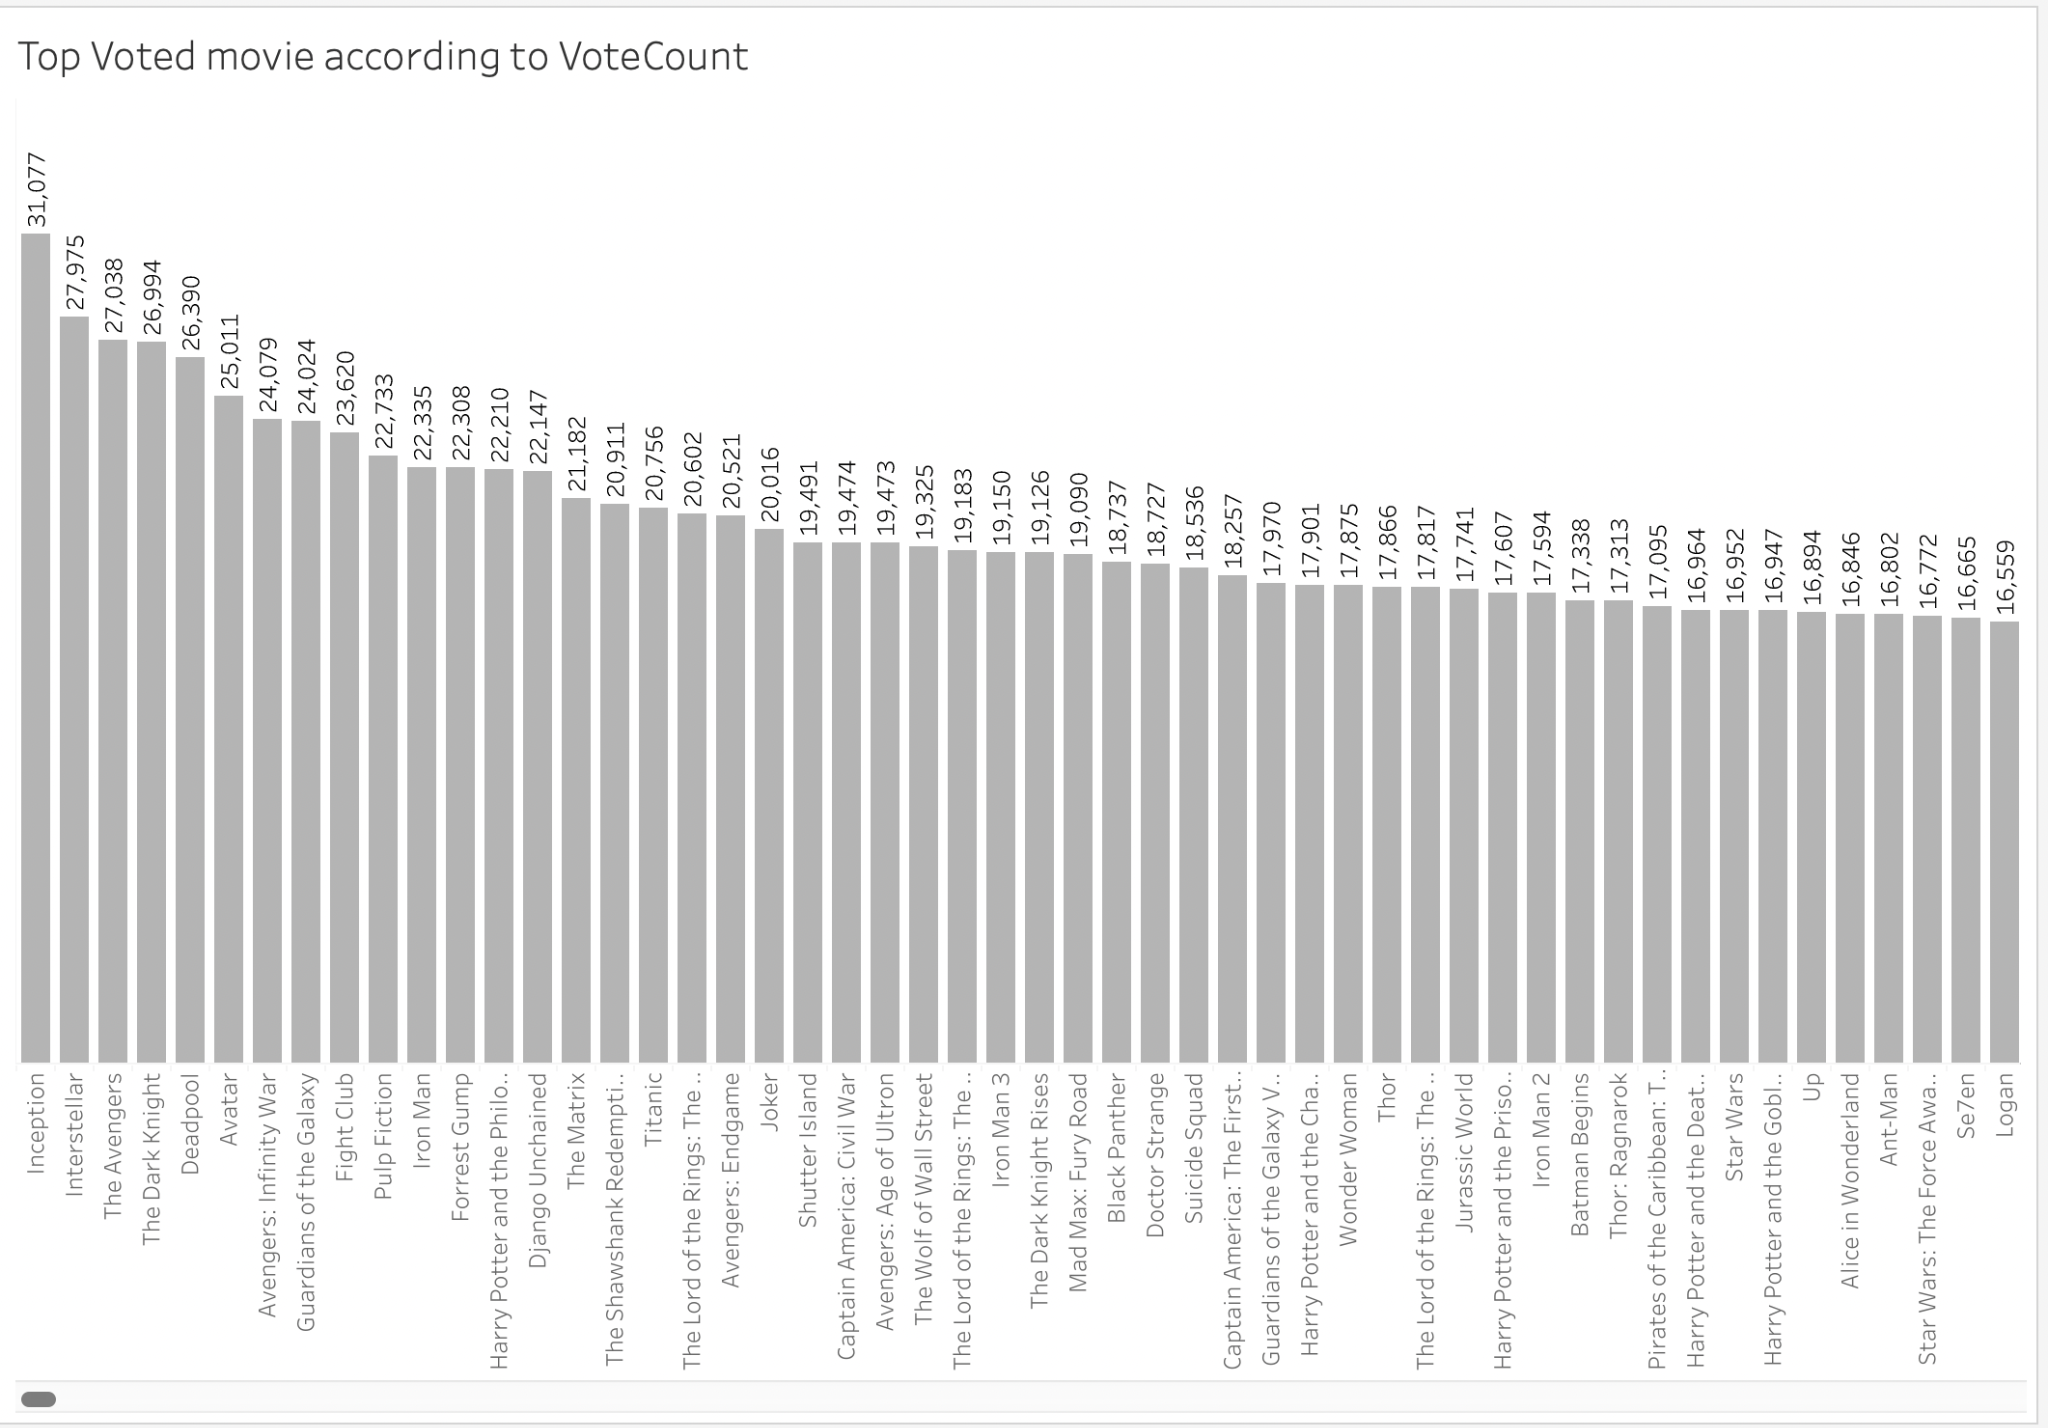 Top Voted movie according to VoteCount
31,077
27,975
27,038
26,994
26,390
25,011
24,079
24,024
23,620
22,733
22,335
22,308
22,210
22,147
21,182
20,911
20,756
20,602
20,521
20,016
19,491
19,474
19,473
19,325
19,183
19,150
19,126
19,090
18,737
18,727
18,536
18,257
17,970
17,901
17,875
17,866
17,817
17,741
17,607
17,594
17,338
17,313
17,095
16,964
16,952
16,947
16,894
16,846
16,802
16,772
16,665
16,559
Inception
Interstellar
The Avengers
The Dark Knight
Deadpool
Avatar
Avengers: Infinity War
Guardians of the Galaxy
Fight Club
Pulp Fiction
Iron Man
Forrest Gump
Harry Potter and the Philo..
Django Unchained
The Matrix
The Shawshank Redempti..
Titanic
The Lord of the Rings: The ..
Avengers: Endgame
Joker
Shutter Island
Captain America: Civil War
Avengers: Age of Ultron
The Wolf of Wall Street
The Lord of the Rings: The ..
Iron Man 3
The Dark Knight Rises
Mad Max: Fury Road
Black Panther
Doctor Strange
Suicide Squad
Captain America: The First..
Guardians of the Galaxy V..
Harry Potter and the Cha..
Wonder Woman
Thor
The Lord of the Rings: The ..
Jurassic World
Harry Potter and the Priso..
Iron Man 2
Batman Begins
Thor: Ragnarok
Pirates of the Caribbean: T..
Harry Potter and the Deat..
Star Wars
Harry Potter and the Gobl..
Up
Alice in Wonderland
Ant-Man
Star Wars: The Force Awa..
Se7en
Logan